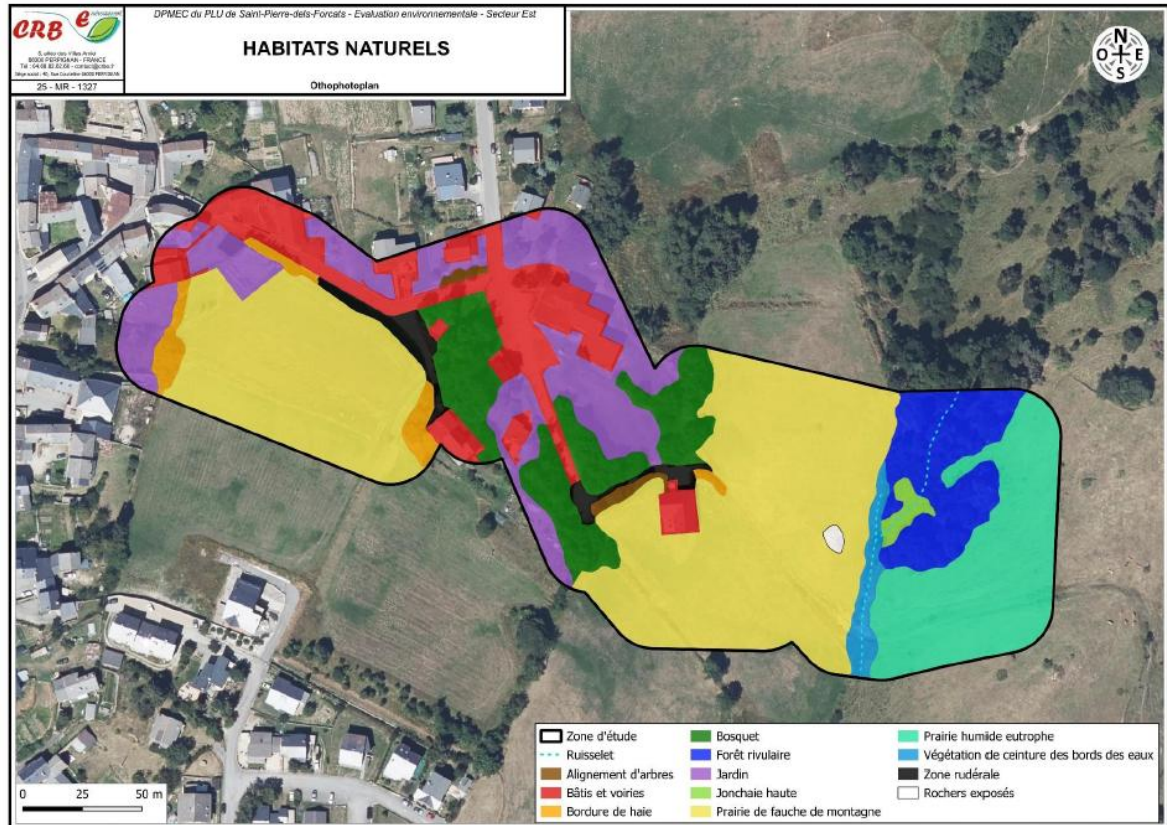 CRB e
DPMEC du PLU de Saint-Pierre-dels-Forcats - Evaluation environnementale - Secteur Est
HABITATS NATURELS
Othophotoplan
66000 PERPIGNAN - FRANCE
25 - MR - 1327
N
O E
S
Zone d'étude
Ruisselet
Alignement d'arbres
Bâtis et voiries
Bordure de haie
Bosquet
Forêt rivulaire
Jardin
Jonchaie haute
Prairie de fauche de montagne
Prairie humide eutrophe
Végétation de ceinture des bords des eaux
Zone rudérale
Rochers exposés
0 25 50 m